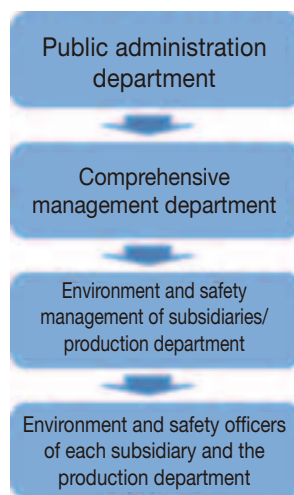 Public administration
department
Comprehensive
management department
Environment and safety
management of subsidiaries/
production department
Environment and safety officers
of each subsidiary and the
production department